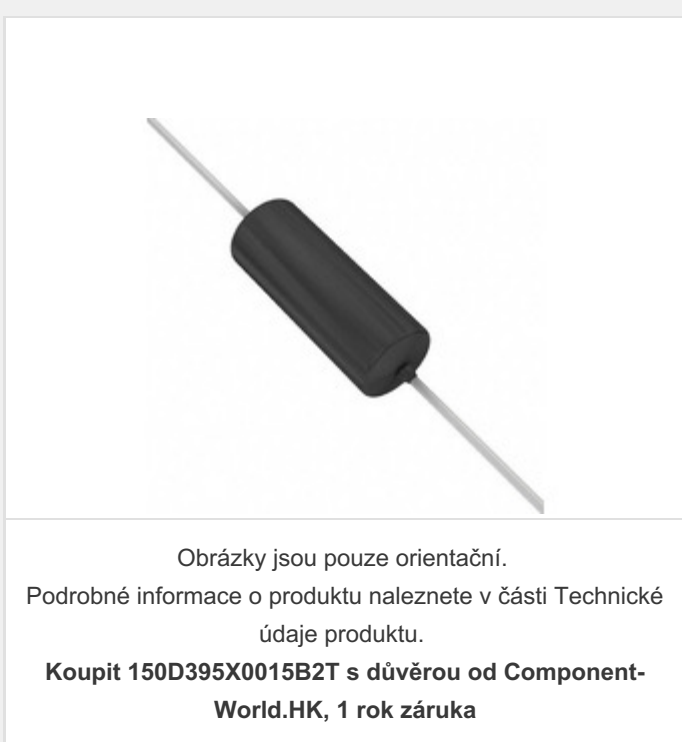 Obrázky jsou pouze orientační.
Podrobné informace o produktu naleznete v části Technické
údaje produktu.
Koupit 150D395X0015B2T s důvěrou od Component-
World.HK, 1 rok záruka